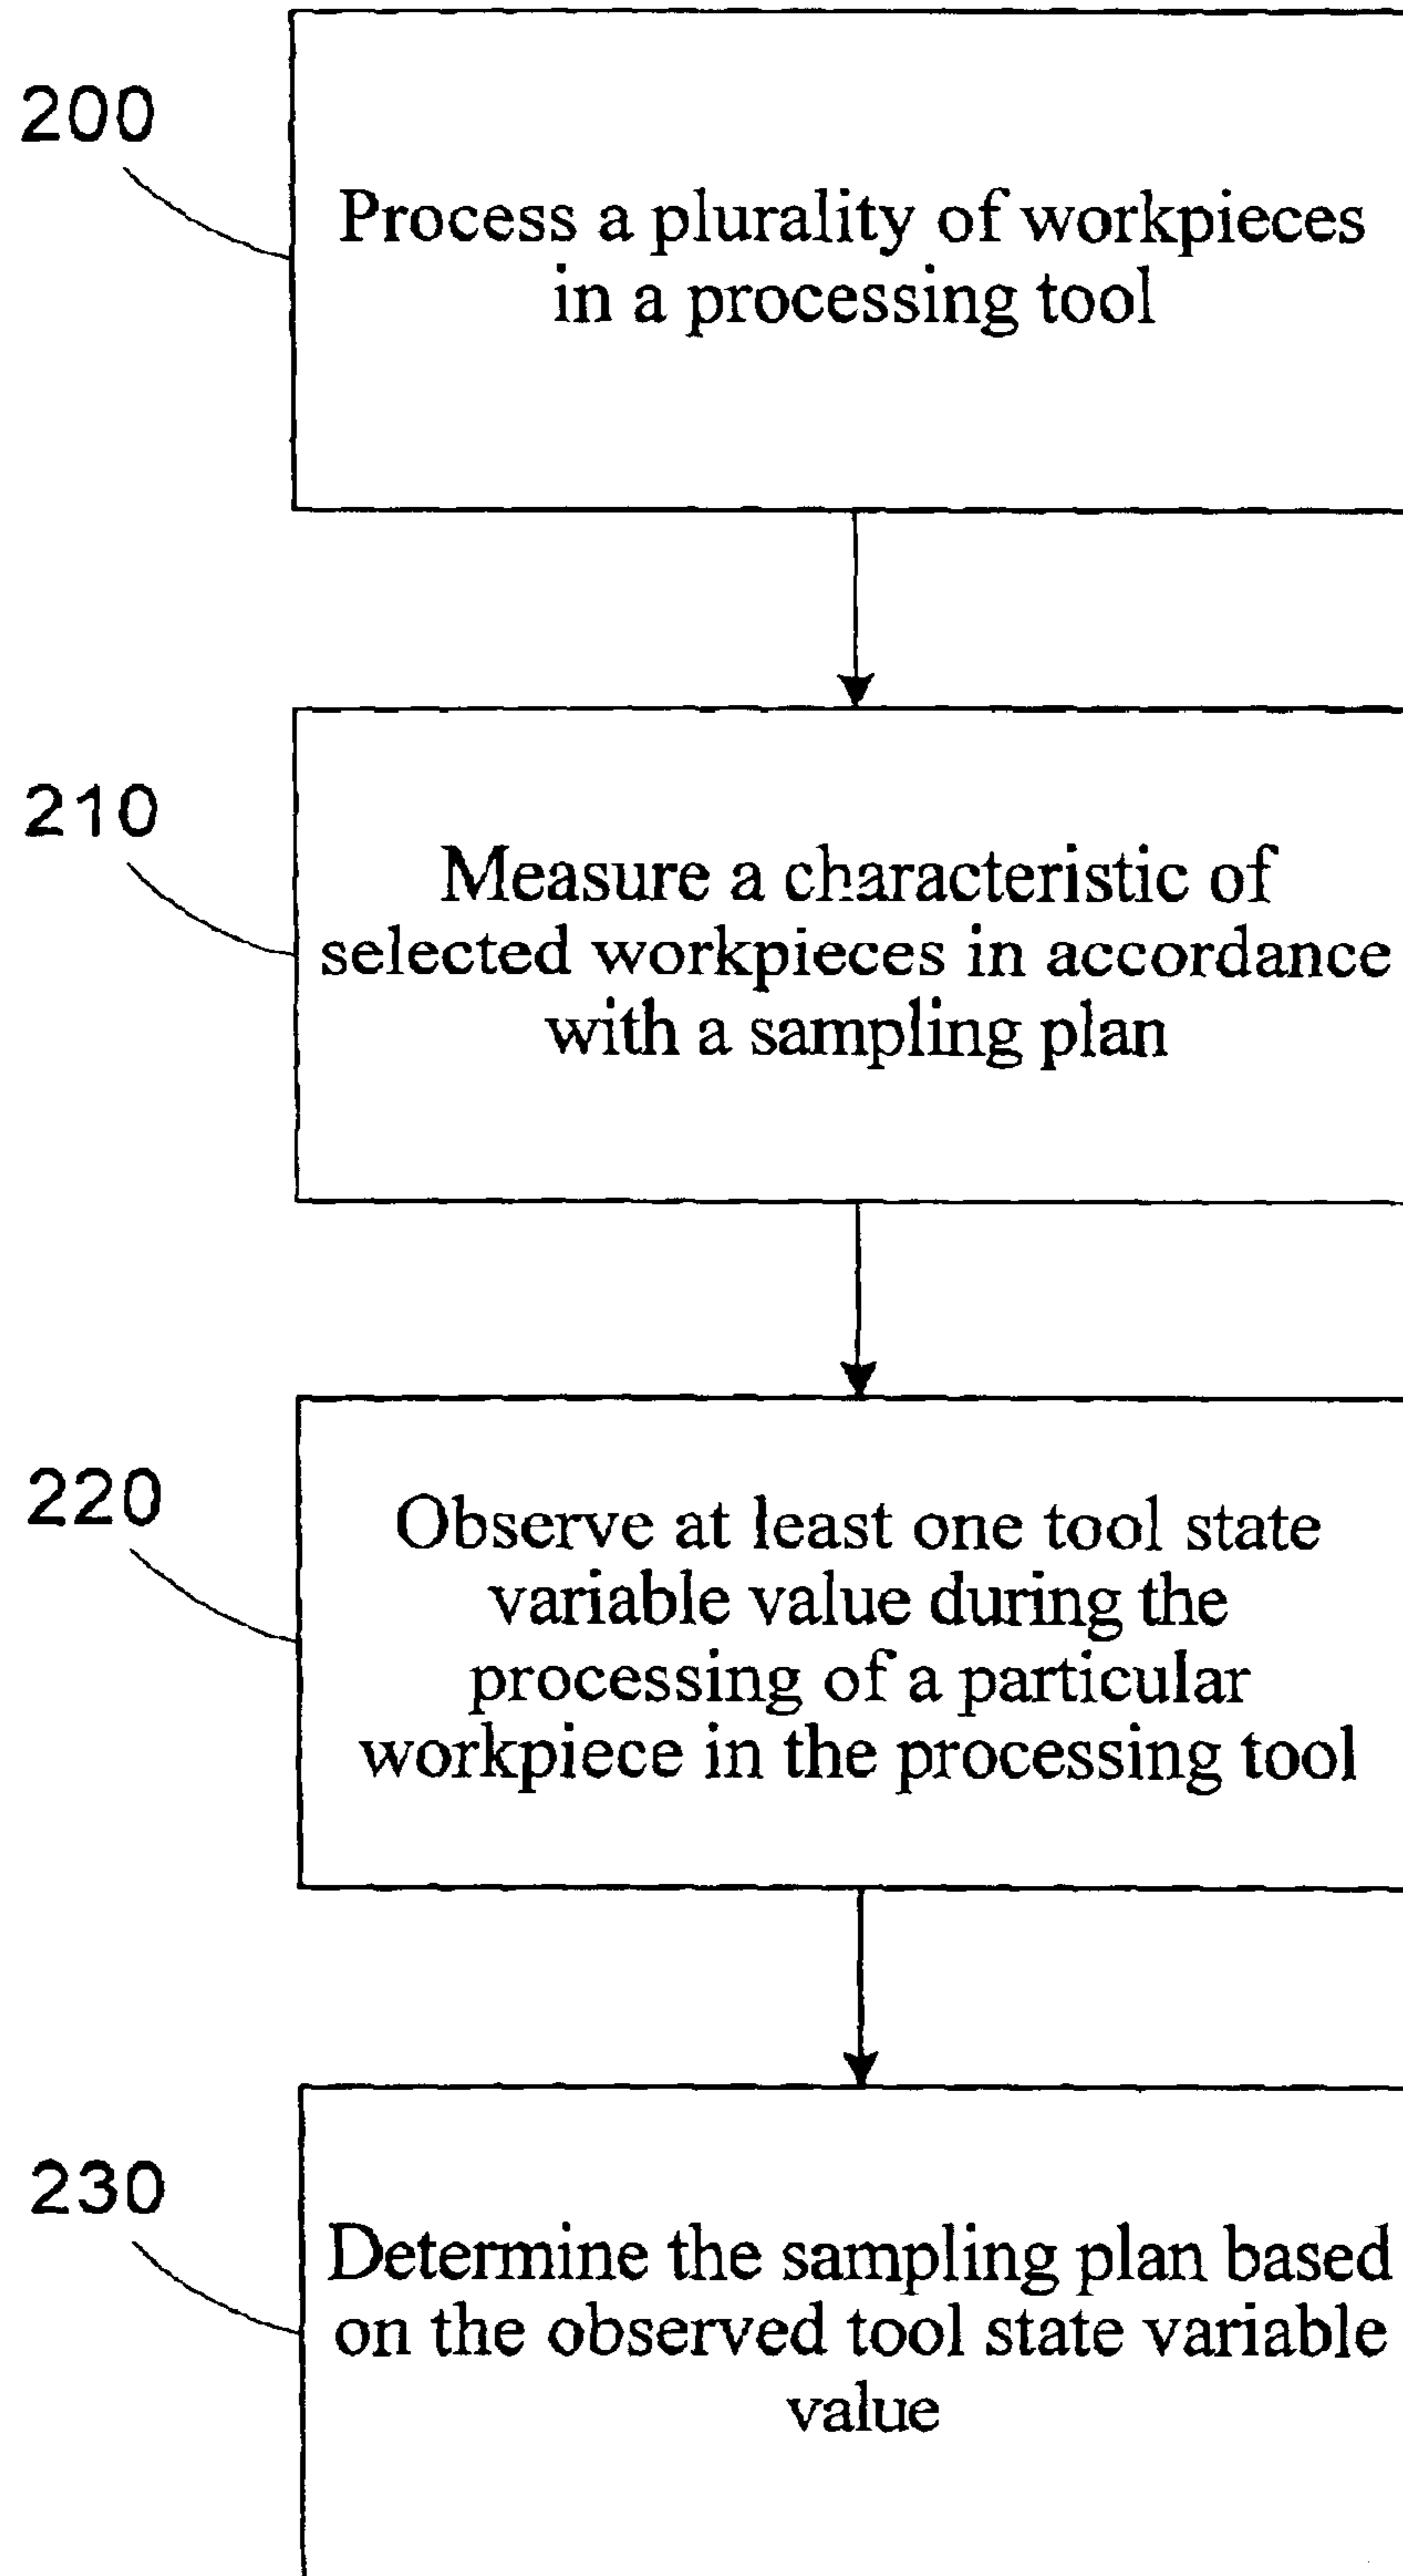 200
Process a plurality of workpieces
in a processing tool
210
Measure a characteristic of
selected workpieces in accordance
with a sampling plan
220
Observe at least one tool state
variable value during the
processing of a particular
workpiece in the processing tool
230
Determine the sampling plan based
on the observed tool state variable
value